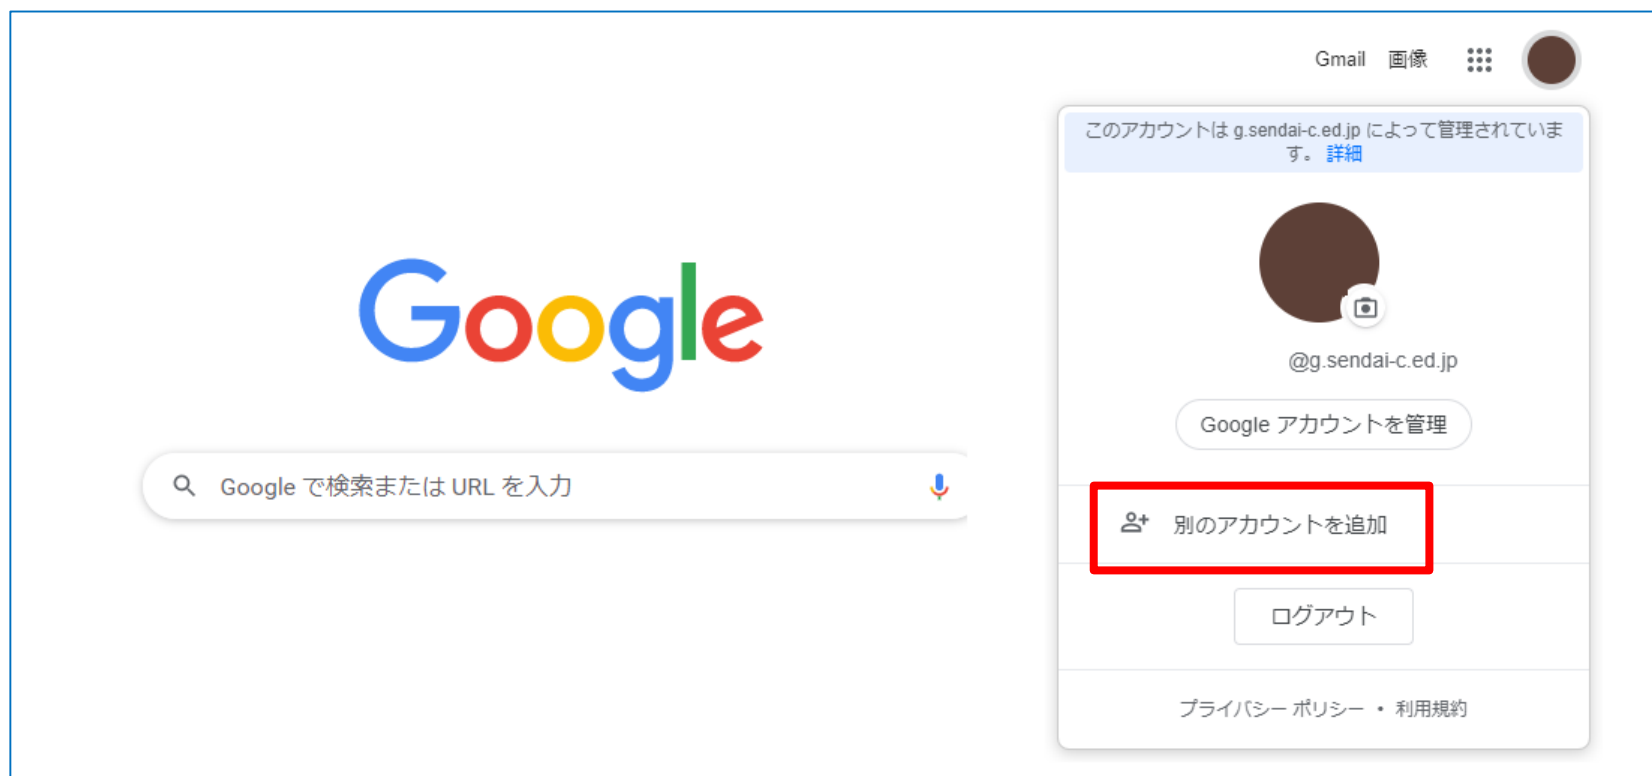 Gmail 画像
このアカウントは g.sendai-c.ed.jp によって管理されていま
す。 詳細
Google
@g.sendai-c.ed.jp
Google アカウントを管理
Google で検索または URL を入力
別のアカウントを追加
ログアウト
プライバシー ポリシー • 利用規約